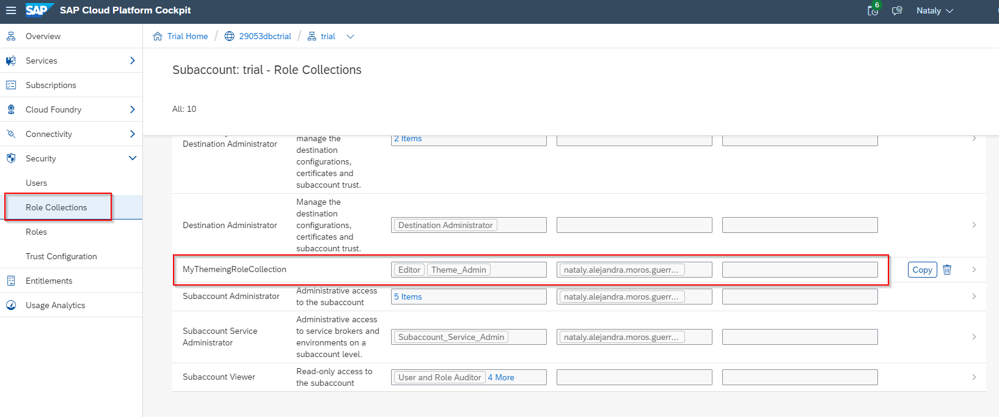 SAP
SAP Cloud Platform Cockpit
6
Nataly
Overview
Services
Subscriptions
Cloud Foundry
Connectivity
Security
Users
Role Collections
Roles
Trust Configuration
Entitlements
Usage Analytics
Trial Home / 29053dbctrial / trial
Subaccount: trial - Role Collections
All: 10
Destination Administrator
manage the
destination
configurations,
certificates and
subaccount trust.
2 Items
Destination Administrator
Manage the
destination
configurations,
certificates and
subaccount trust.
Destination Administrator
MyThemeingRoleCollection
Editor Theme_Admin
nataly.alejandra.moros.guerr...
Copy
Subaccount Administrator
Administrative access
to the subaccount
5 Items
nataly.alejandra.moros.guerr...
Subaccount Service
Administrator
Administrative access
to service brokers and
environments on a
subaccount level.
Subaccount_Service_Admin
nataly.alejandra.moros.guerr...
Subaccount Viewer
Read-only access to
the subaccount
User and Role Auditor 4 More